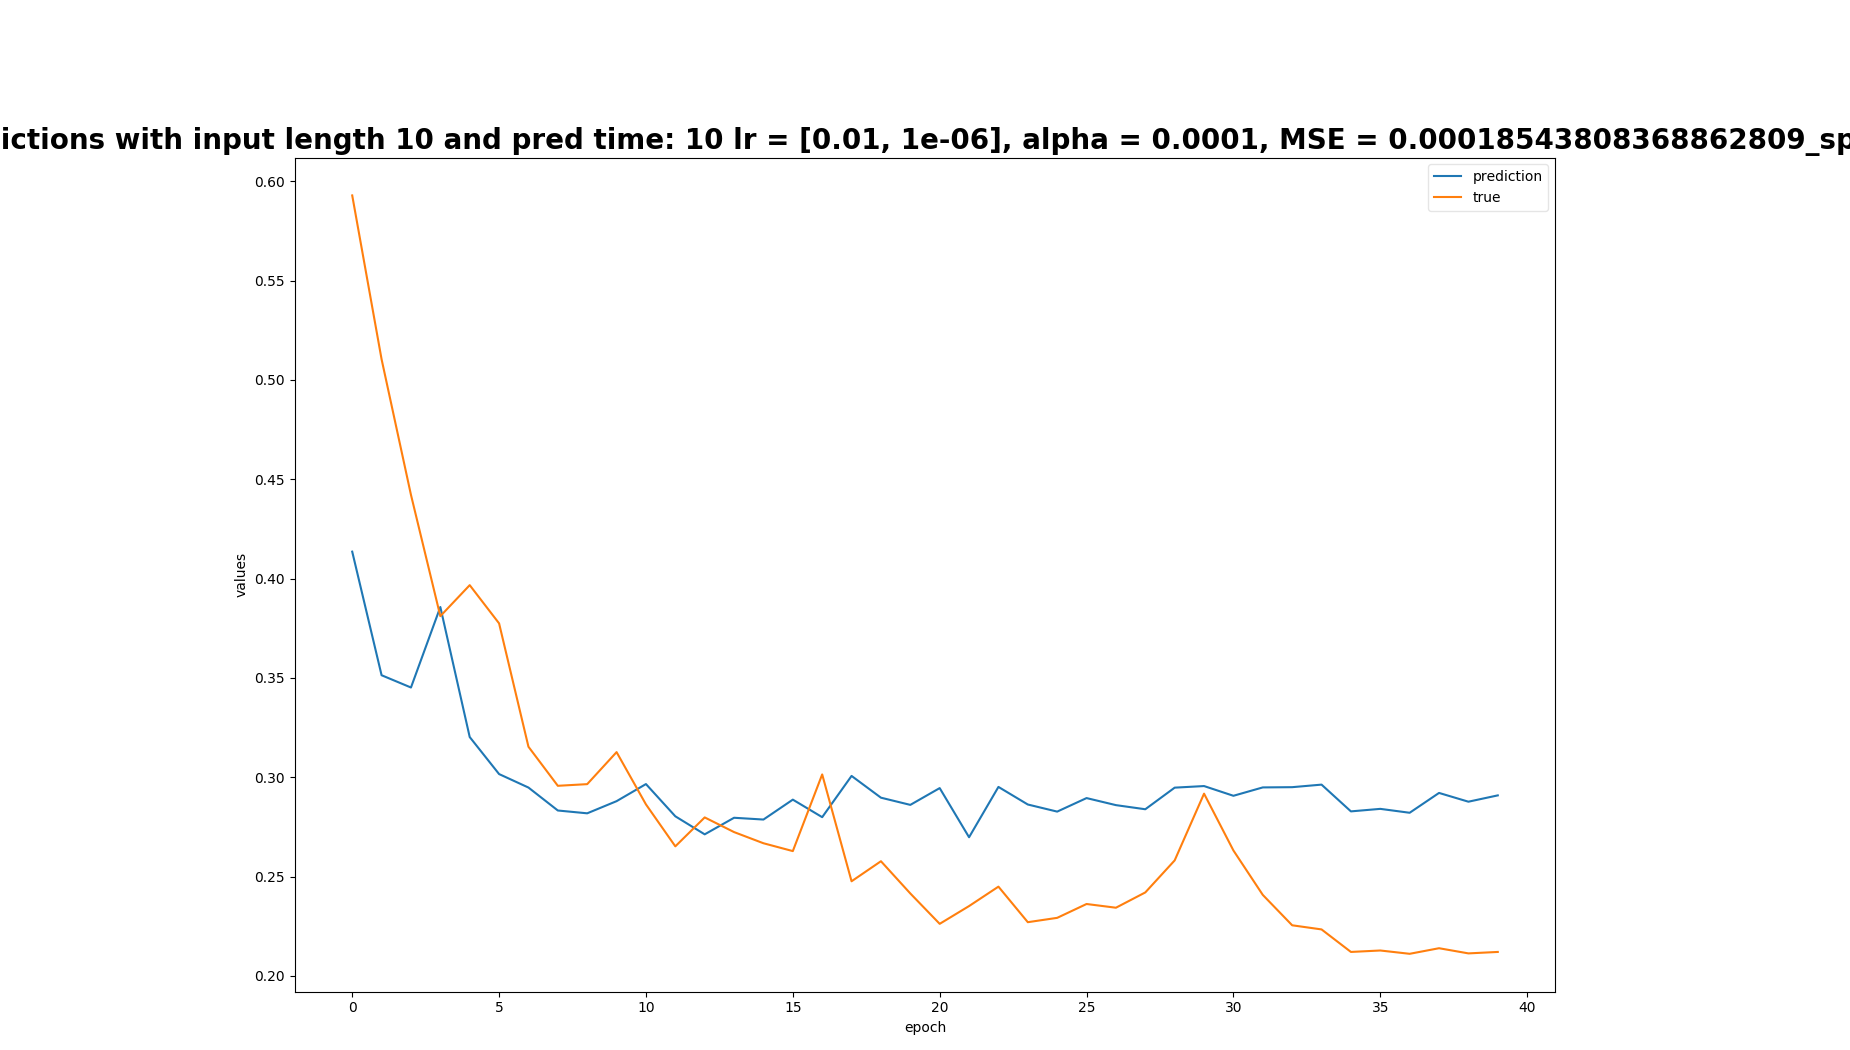 ictions with input length 10 and pred time: 10 lr = [0.01, 1e-06], alpha = 0.0001, MSE = 0.00018543808368862809_sp
prediction
true
0.60
0.55
0.50
0.45
0.40
0.35
0.30
0.25
0.20
values
0 5 10 15 20 25 30 35 40
epoch